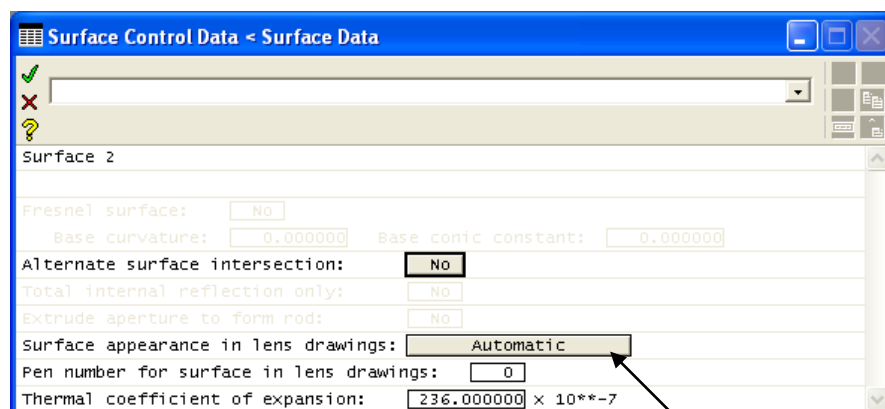 Surface Control Data < Surface Data
Surface 2
Fresnel surface: No
Base curvature: 0.000000 Base conic constant: 0.000000
Alternate surface intersection: No
Total internal reflection only: No
Extrude aperture to form rod: No
Surface appearance in lens drawings: Automatic
Pen number for surface in lens drawings: 0
Thermal coefficient of expansion: 236.000000 x 10**-7